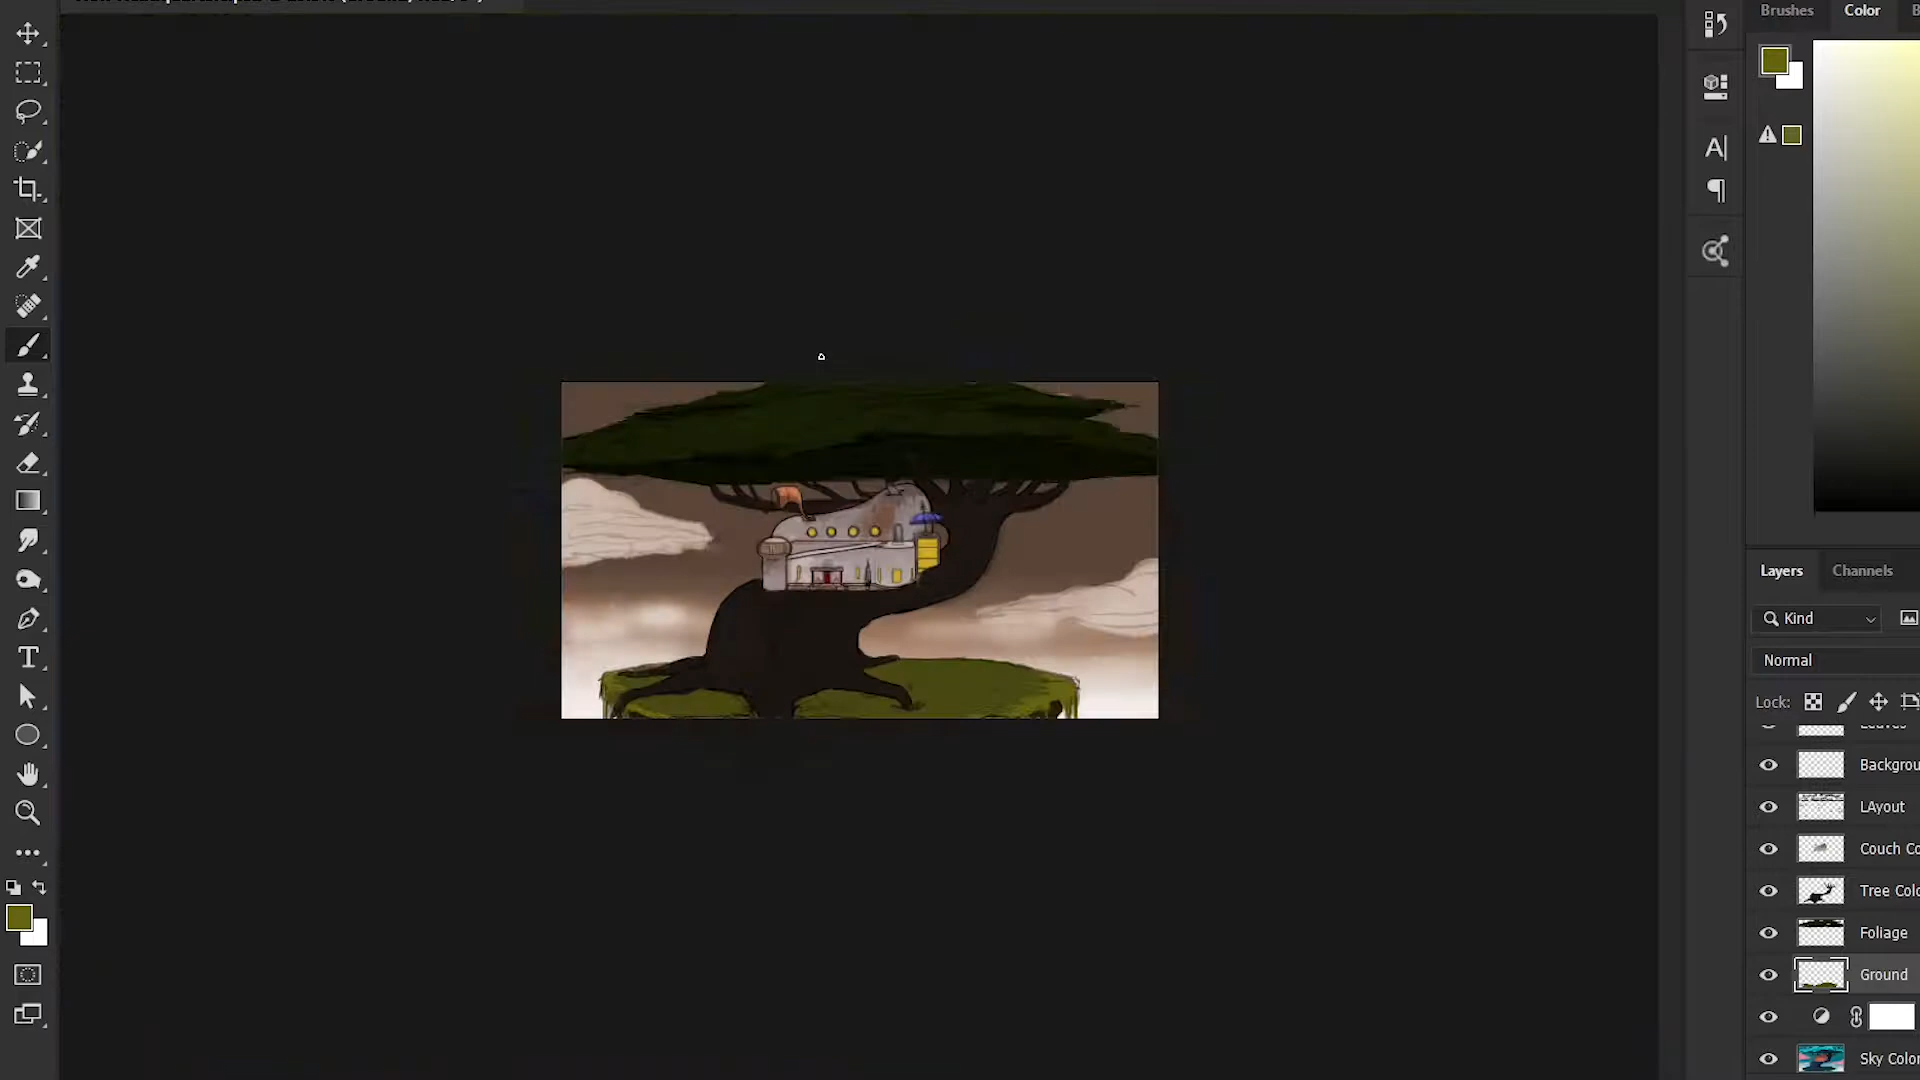 Brushes Color
Layers Channels
Kind
Normal
Lock:
Backgrou
LAyout
Couch Co
Tree Colo
Foliage
Ground
Sky Color